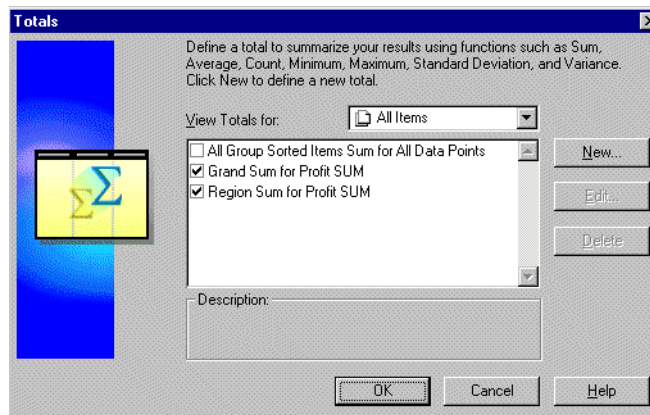 Totals
Define a total to summarize your results using functions such as Sum,
Average, Count, Minimum, Maximum, Standard Deviation, and Variance.
Click New to define a new total.
View Totals for:
All Items
All Group Sorted Items Sum for All Data Points
New...
Grand Sum for Profit SUM
Region Sum for Profit SUM
Edit...
Delete
Description:
OK
Cancel
Help